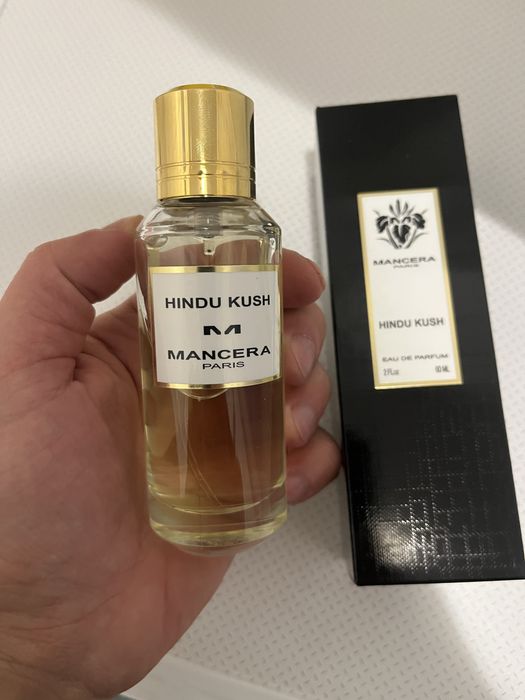 HINDU KUSH
M
MANCERA
PARIS
MANCERA
PARIS
HINDU KUSH
EAU DE PARFUM
2 Fl.oz 60 ML